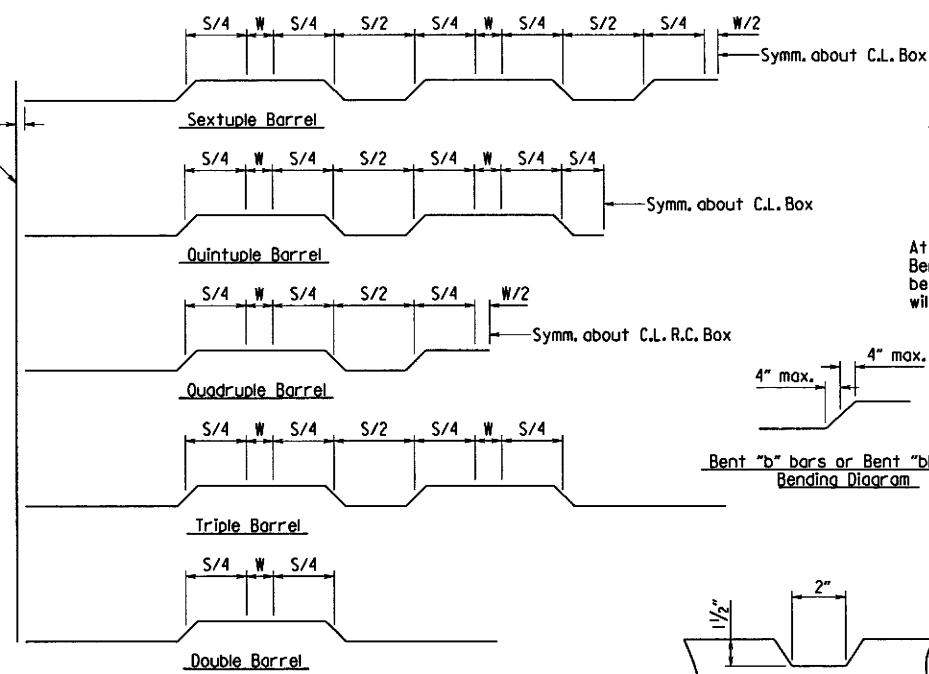 S/4 W S/4 S/2 S/4 W S/4 S/2 S/4 W/2
Symm. about C.L. Box
Sextuple Barrel
S/4 W S/4 S/2 S/4 W S/4 S/4
Symm. about C.L. Box
Quintuple Barrel
At
be
wil
S/4 W S/4 S/2 S/4 W/2
Symm. about C.L. R.C. Box
Quadruple Barrel
4" max.
4" max.
Bent "b" bars or Bent
Bending Diagram
S/4 W S/4 S/2 S/4 W S/4
Triple Barrel
S/4 W S/4
Double Barrel
2"
1½"